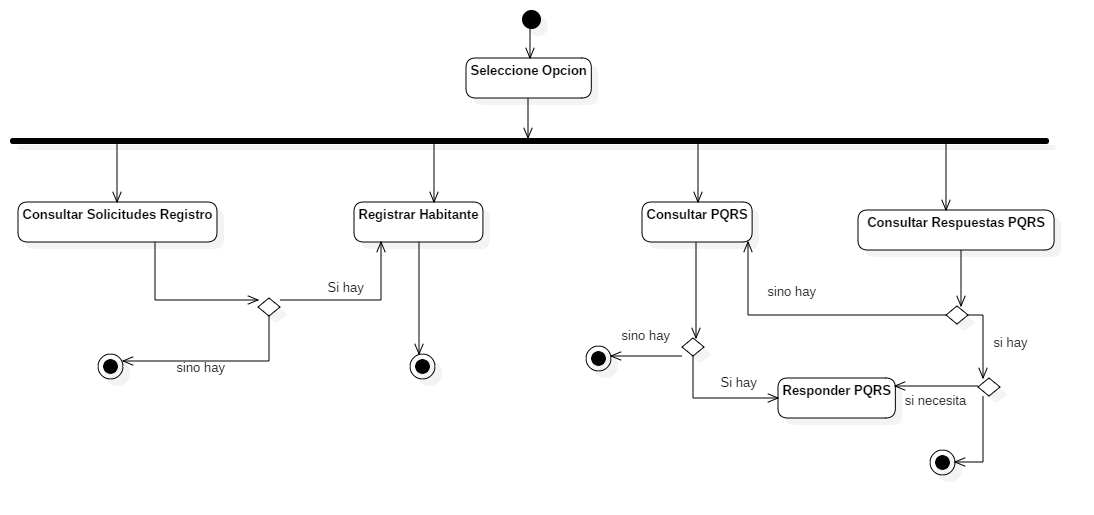 Seleccione Opcion
Consultar Solicitudes Registro
Registrar Habitante
Consultar PQRS
Consultar Respuestas PQRS
Si hay
sino hay
sino hay
sino hay
si hay
Si hay
Responder PQRS
si necesita